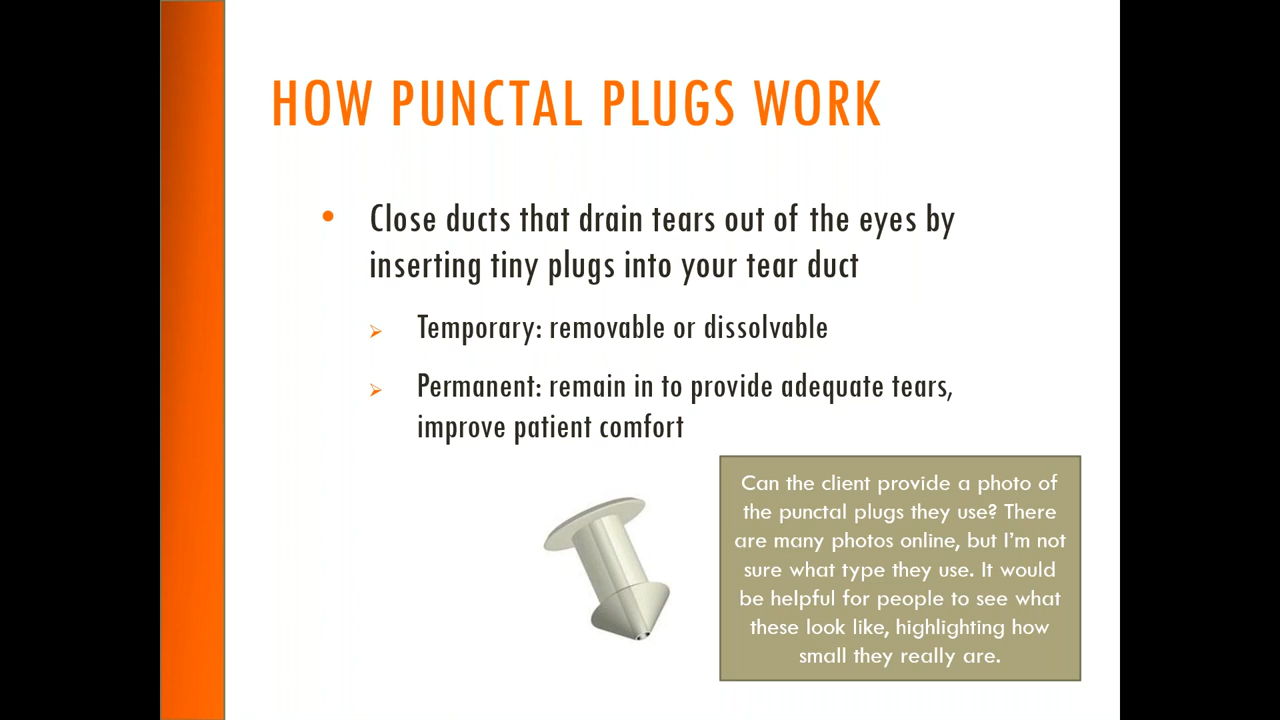 HOW PUNCTAL PLUGS WORK
• Close ducts that drain tears out of the eyes by
inserting tiny plugs into your tear duct
➢ Temporary: removable or dissolvable
➢ Permanent: remain in to provide adequate tears,
improve patient comfort
Can the client provide a photo of
the punctal plugs they use? There
are many photos online, but I'm not
sure what type they use. It would
be helpful for people to see what
these look like, highlighting how
small they really are.